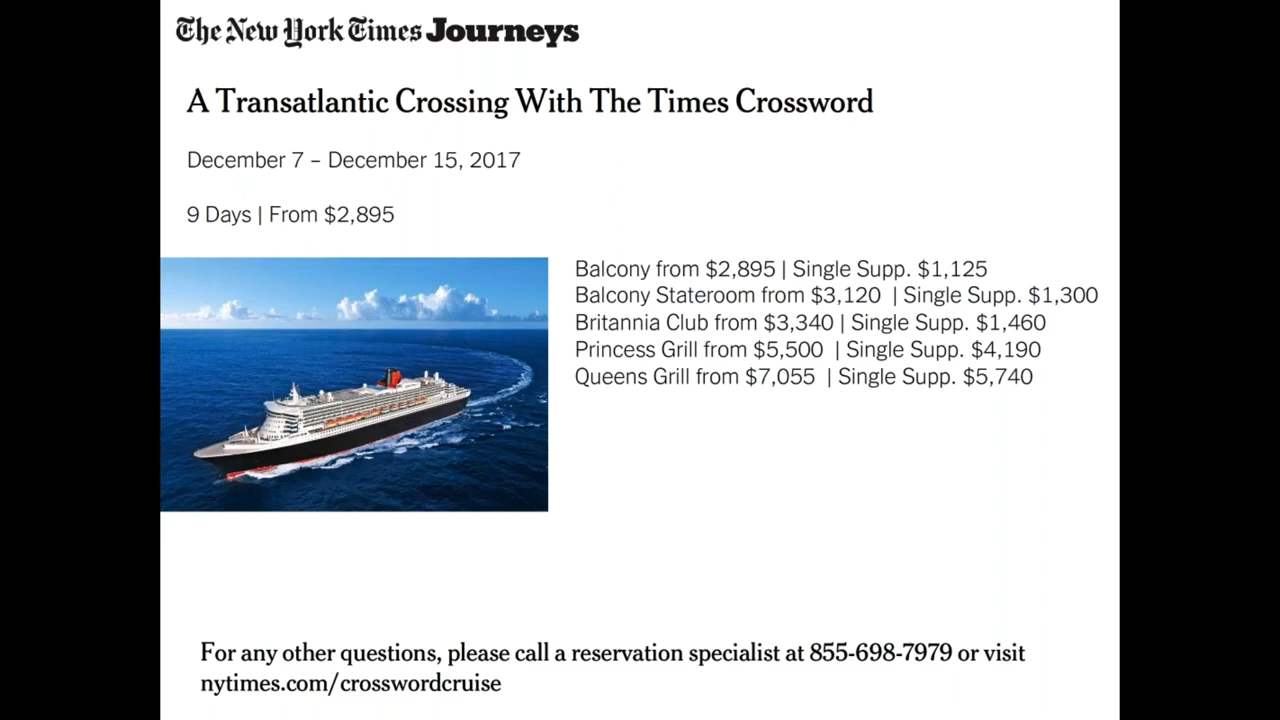 The New York Times Journeys
A Transatlantic Crossing With The Times Crossword
December 7 – December 15, 2017
9 Days | From $2,895
Balcony from $2,895 | Single Supp. $1,125
Balcony Stateroom from $3,120 | Single Supp. $1,300
Britannia Club from $3,340 | Single Supp. $1,460
Princess Grill from $5,500 | Single Supp. $4,190
Queens Grill from $7,055 | Single Supp. $5,740
For any other questions, please call a reservation specialist at 855-698-7979 or visit
nytimes.com/crosswordcruise